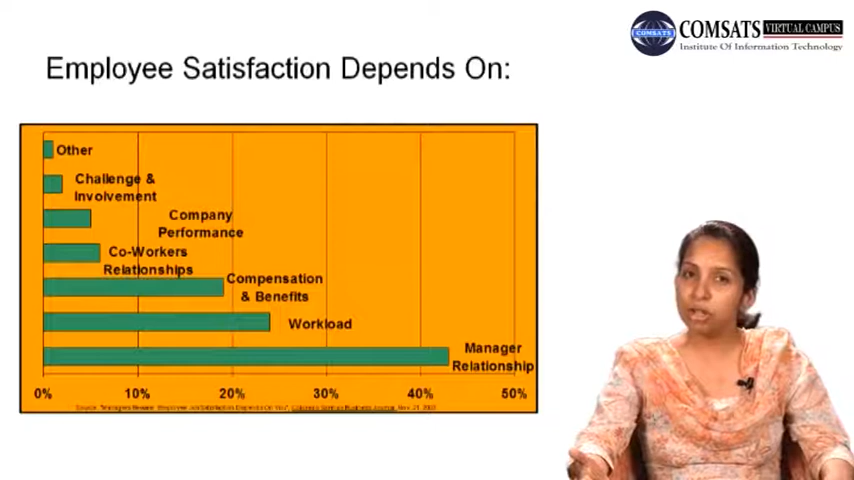 COMSATS
COMSATS VIRTUAL CAMPUS
Institute Of Information Technology
Employee Satisfaction Depends On:
Other
Challenge &
Involvement
Company
Performance
Co-Workers
Relationships
Compensation
& Benefits
Workload
Manager
Relationship
0% 10% 20% 30% 40% 50%